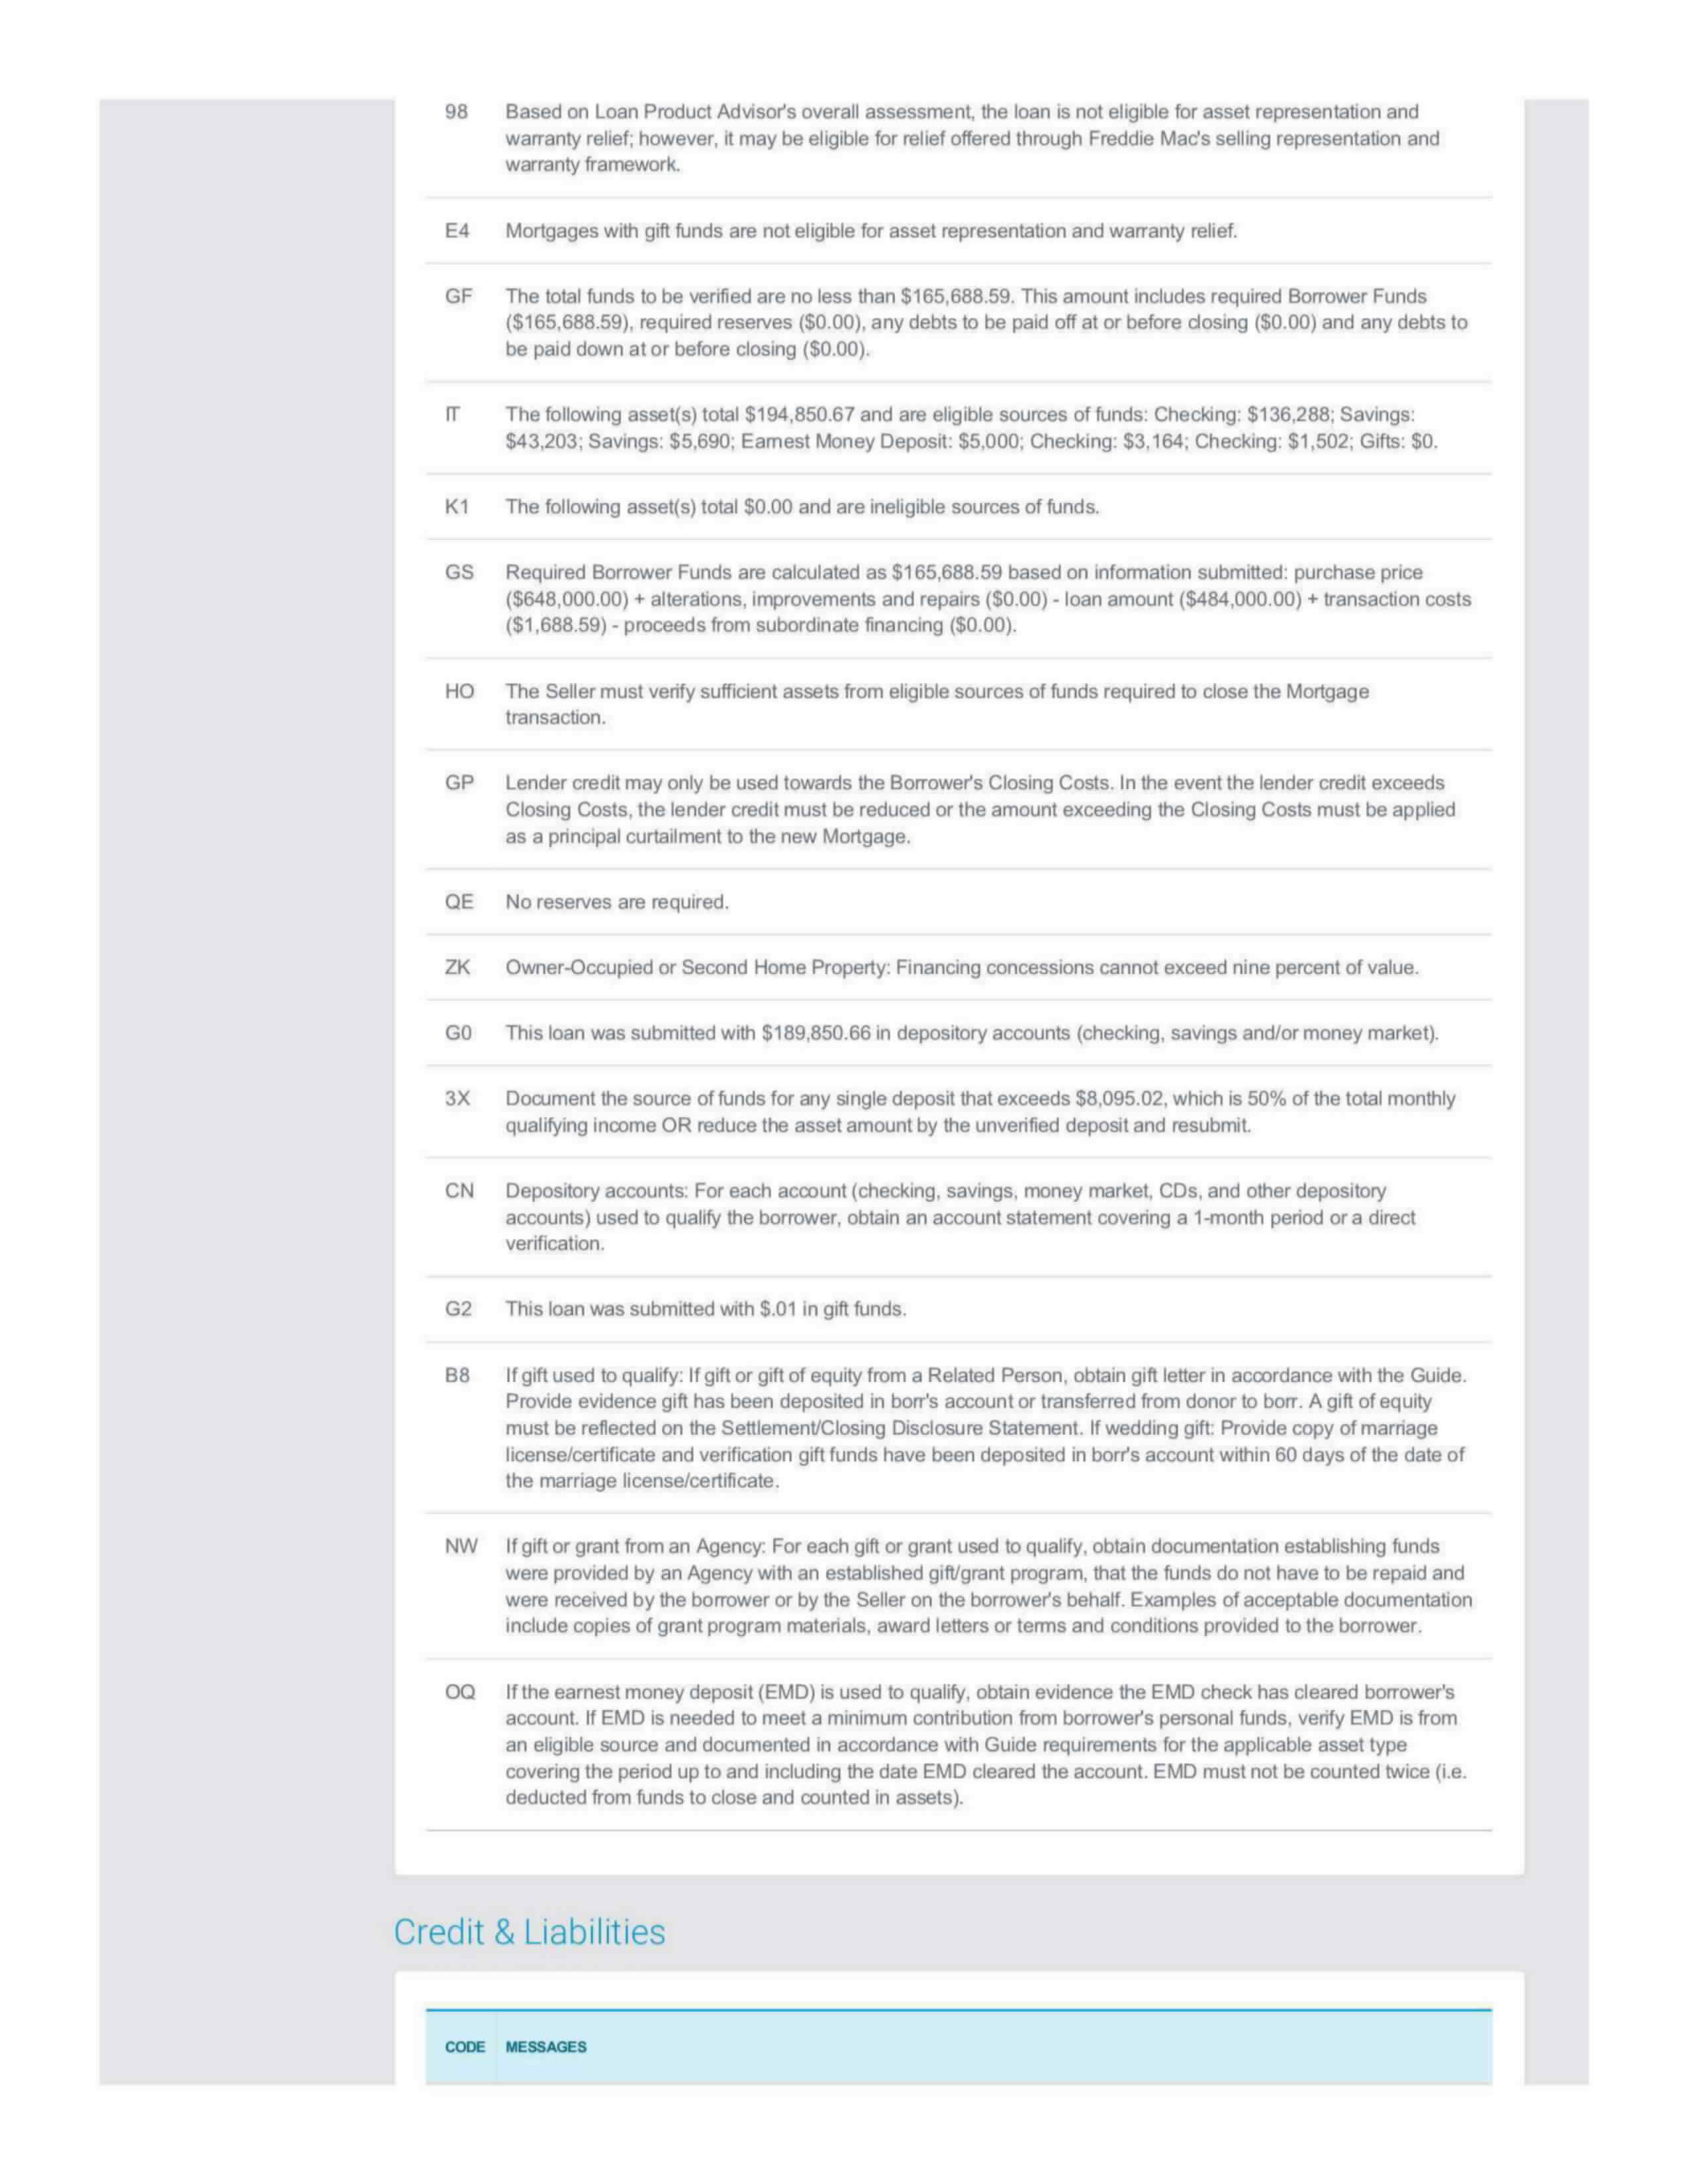 98 Based on Loan Product Advisor's overall assessment, the loan is not eligible for asset representation and
warranty relief; however, it may be eligible for relief offered through Freddie Mac's selling representation and
warranty framework.
E4 Mortgages with gift funds are not eligible for asset representation and warranty relief.
GF The total funds to be verified are no less than $165,688.59. This amount includes required Borrower Funds
($165,688.59), required reserves ($0.00), any debts to be paid off at or before closing ($0.00) and any debts to
be paid down at or before closing ($0.00).
IT The following asset(s) total $194,850.67 and are eligible sources of funds: Checking: $136,288; Savings:
$43,203; Savings: $5,690; Earnest Money Deposit: $5,000; Checking: $3,164; Checking: $1,502; Gifts: $0.
K1 The following asset(s) total $0.00 and are ineligible sources of funds.
GS Required Borrower Funds are calculated as $165,688.59 based on information submitted: purchase price
($648,000.00) + alterations, improvements and repairs ($0.00) - loan amount ($484,000.00) + transaction costs
($1,688.59) - proceeds from subordinate financing ($0.00).
HO The Seller must verify sufficient assets from eligible sources of funds required to close the Mortgage
transaction.
GP Lender credit may only be used towards the Borrower's Closing Costs. In the event the lender credit exceeds
Closing Costs, the lender credit must be reduced or the amount exceeding the Closing Costs must be applied
as a principal curtailment to the new Mortgage.
QE No reserves are required.
ZK Owner-Occupied or Second Home Property: Financing concessions cannot exceed nine percent of value.
G0 This loan was submitted with $189,850.66 in depository accounts (checking, savings and/or money market).
3X Document the source of funds for any single deposit that exceeds $8,095.02, which is 50% of the total monthly
qualifying income OR reduce the asset amount by the unverified deposit and resubmit.
CN Depository accounts: For each account (checking, savings, money market, CDs, and other depository
accounts) used to qualify the borrower, obtain an account statement covering a 1-month period or a direct
verification.
G2 This loan was submitted with $.01 in gift funds.
B8 If gift used to qualify: If gift or gift of equity from a Related Person, obtain gift letter in accordance with the Guide.
Provide evidence gift has been deposited in borr's account or transferred from donor to borr. A gift of equity
must be reflected on the Settlement/Closing Disclosure Statement. If wedding gift: Provide copy of marriage
license/certificate and verification gift funds have been deposited in borr's account within 60 days of the date of
the marriage license/certificate.
NW If gift or grant from an Agency: For each gift or grant used to qualify, obtain documentation establishing funds
were provided by an Agency with an established gift/grant program, that the funds do not have to be repaid and
were received by the borrower or by the Seller on the borrower's behalf. Examples of acceptable documentation
include copies of grant program materials, award letters or terms and conditions provided to the borrower.
OQ If the earnest money deposit (EMD) is used to qualify, obtain evidence the EMD check has cleared borrower's
account. If EMD is needed to meet a minimum contribution from borrower's personal funds, verify EMD is from
an eligible source and documented in accordance with Guide requirements for the applicable asset type
covering the period up to and including the date EMD cleared the account. EMD must not be counted twice (i.e.
deducted from funds to close and counted in assets).
Credit & Liabilities
CODE MESSAGES